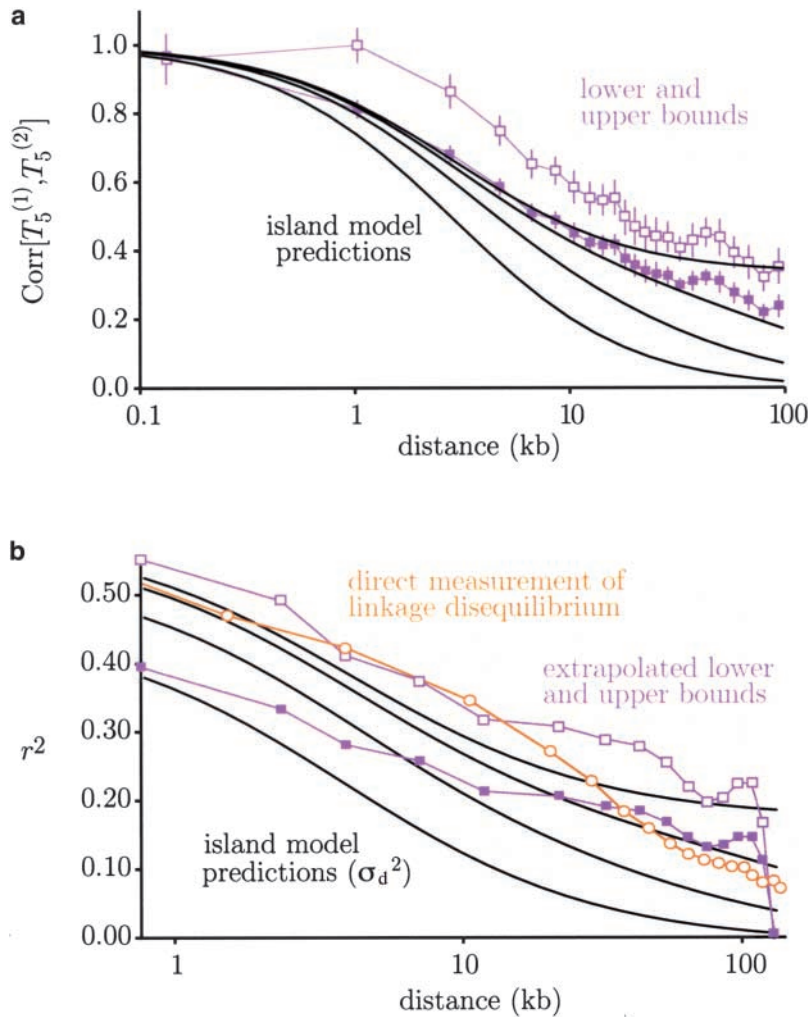 a
1.0
0.8
0.6
0.4
0.2
0.0
Corr[T₅⁽¹⁾,T₅⁽²⁾]
lower and
upper bounds
island model
predictions
0.1 1 10 100
distance (kb)
b
0.50
0.40
0.30
0.20
0.10
0.00
r²
direct measurement of
linkage disequilibrium
extrapolated lower
and upper bounds
island model
predictions (σd²)
1 10 100
distance (kb)